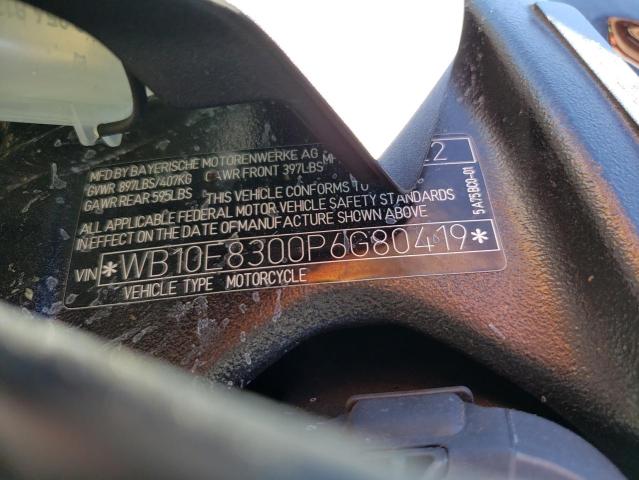 MFD BY BAYERISCHE MOTORENWERKE AG
22
GVWR 897LBS/407KG GAWR FRONT 397LBS
GAWR REAR 595LBS THIS VEHICLE CONFORMS TO
ALL APPLICABLE FEDERAL MOTOR VEHICLE SAFETY STANDARDS
IN EFFECT ON THE DATE OF MANUFACTURE SHOWN ABOVE
VIN *WB10E8300P6G80419*
VEHICLE TYPE MOTORCYCLE